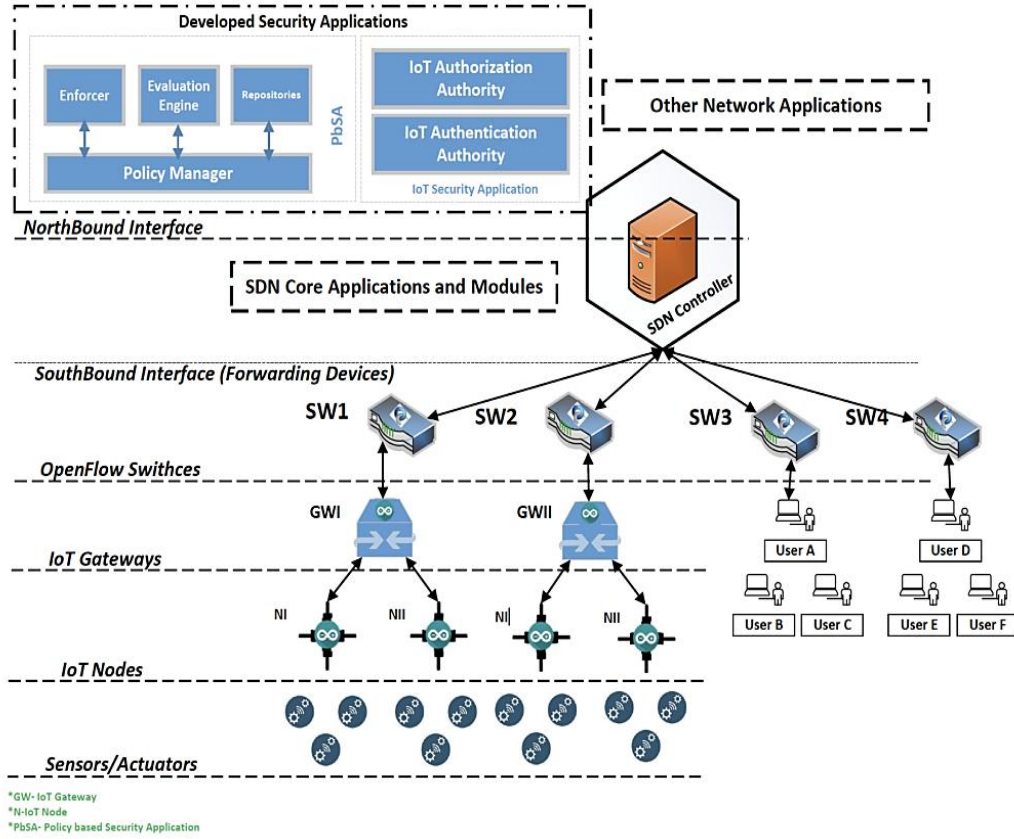 Developed Security Applications
Enforcer
Evaluation
Engine
Repositories
Policy Manager
PbSA
IoT Authorization
Authority
IoT Authentication
Authority
IoT Security Application
Other Network Applications
NorthBound Interface
SDN Core Applications and Modules
SDN Controller
SouthBound Interface (Forwarding Devices)
SW1
SW2
SW3
SW4
OpenFlow Swithces
GWI
GWII
User A
User D
IoT Gateways
User B
User C
User E
User F
NI
NII
NI
NII
IoT Nodes
Sensors/Actuators
*GW- IoT Gateway
*N-IoT Node
*PbSA- Policy based Security Application